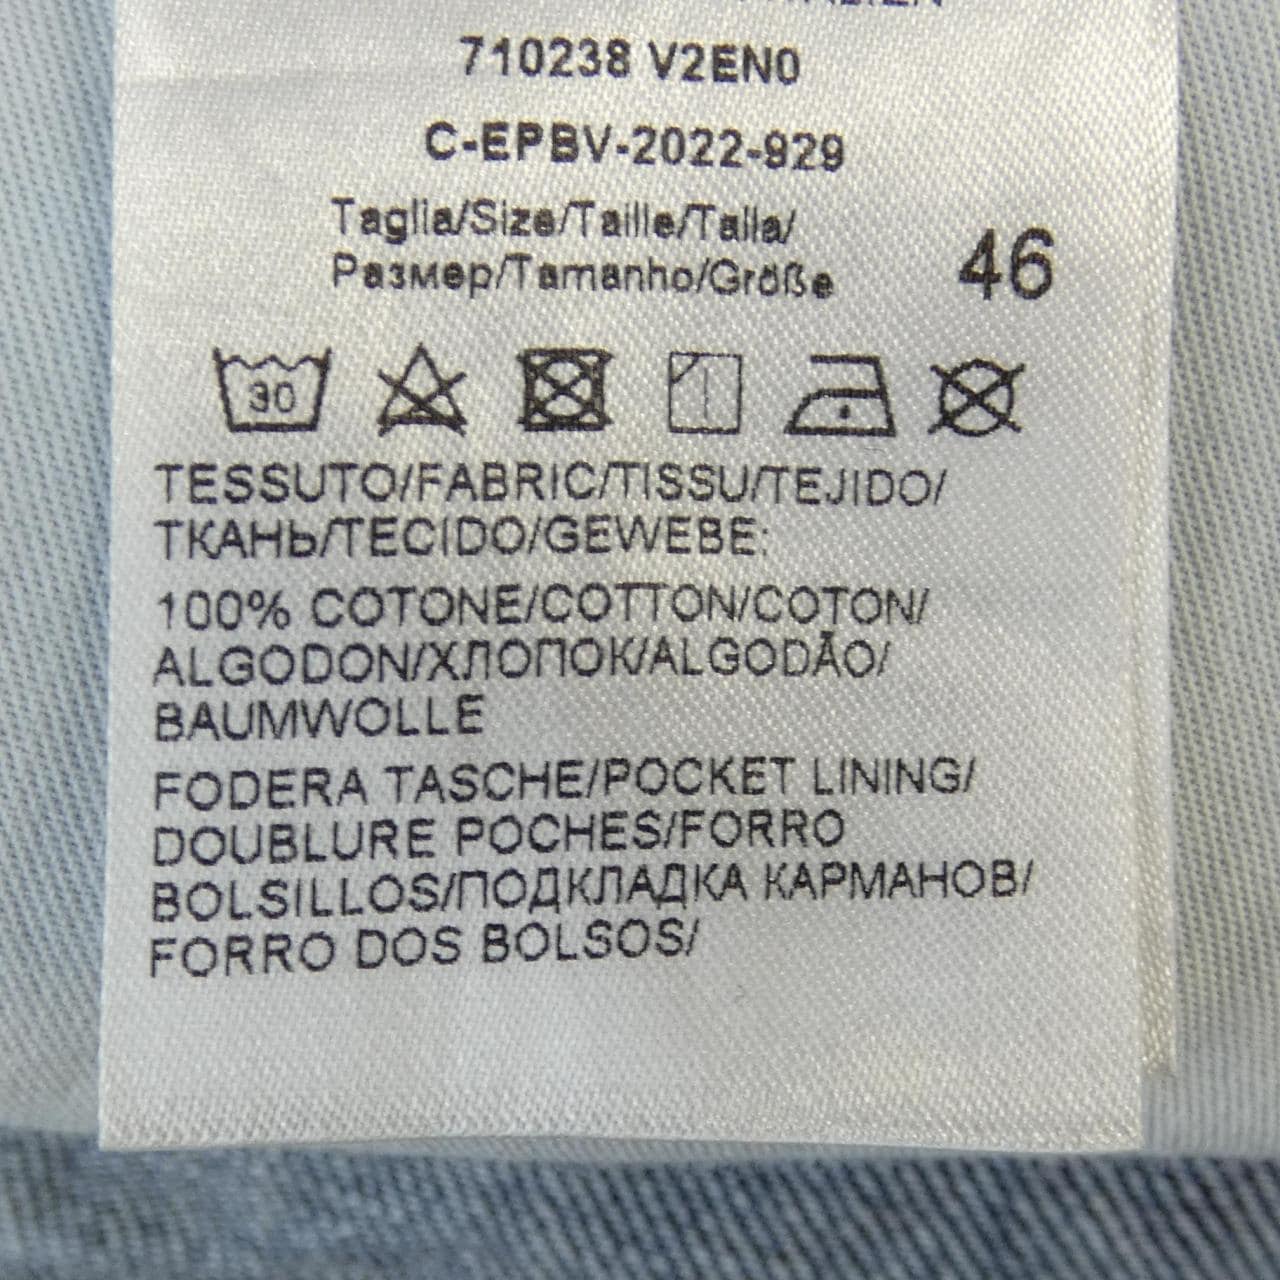 710238 V2EN0
C-EPBV-2022-929
Taglia/Size/Taille/Talla/
Размер/Tamanho/Größe
46
30
TESSUTO/FABRIC/TISSU/TEJIDO/
ТКАНЬ/TECIDO/GEWEBE:
100% COTONE/COTTON/COTON/
ALGODON/ХЛОПОК/ALGODÃO/
BAUMWOLLE
FODERA TASCHE/POCKET LINING/
DOUBLURE POCHES/FORRO
BOLSILLOS/ПОДКЛАДКА КАРМАНОВ/
FORRO DOS BOLSOS/